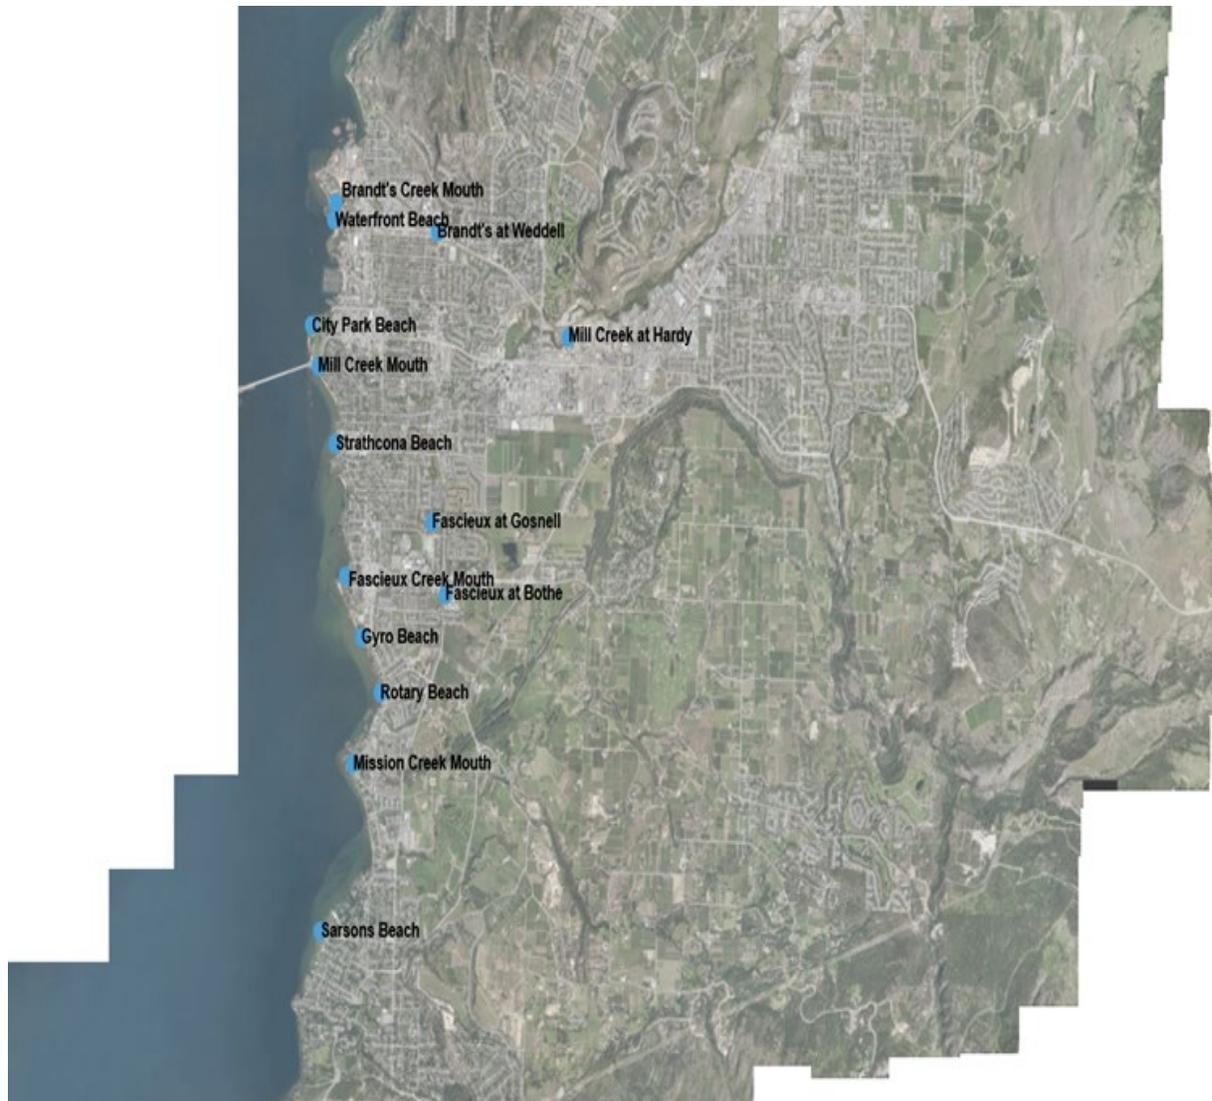 Brandt's Creek Mouth
Waterfront Beach
Brandt's at Weddell
City Park Beach
Mill Creek at Hardy
Mill Creek Mouth
Strathcona Beach
Fascieux at Gosnell
Fascieux Creek Mouth
Fascieux at Bothe
Gyro Beach
Rotary Beach
Mission Creek Mouth
Sarsons Beach